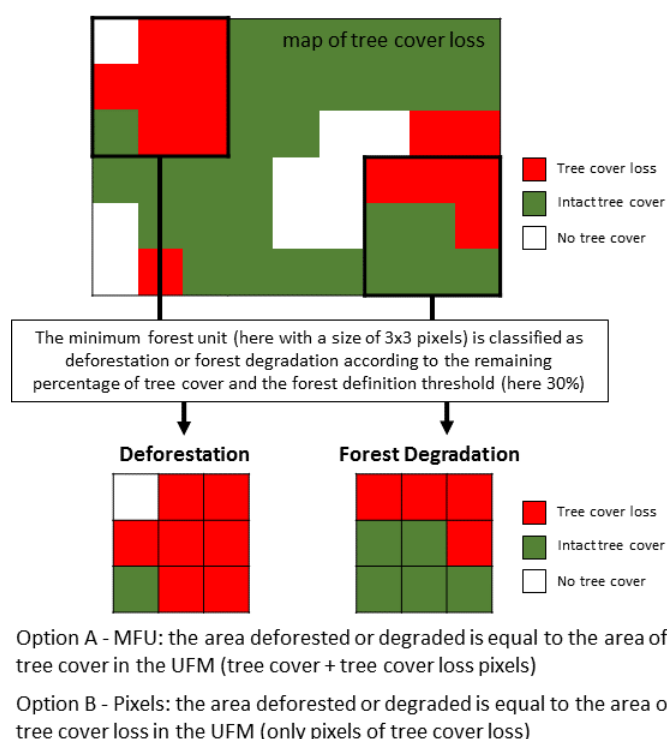 map of tree cover loss
Tree cover loss
Intact tree cover
No tree cover
The minimum forest unit (here with a size of 3x3 pixels) is classified as
deforestation or forest degradation according to the remaining
percentage of tree cover and the forest definition threshold (here 30%)
Deforestation
Forest Degradation
Tree cover loss
Intact tree cover
No tree cover
Option A - MFU: the area deforested or degraded is equal to the area of
tree cover in the UFM (tree cover + tree cover loss pixels)
Option B - Pixels: the area deforested or degraded is equal to the area o
tree cover loss in the UFM (only pixels of tree cover loss)